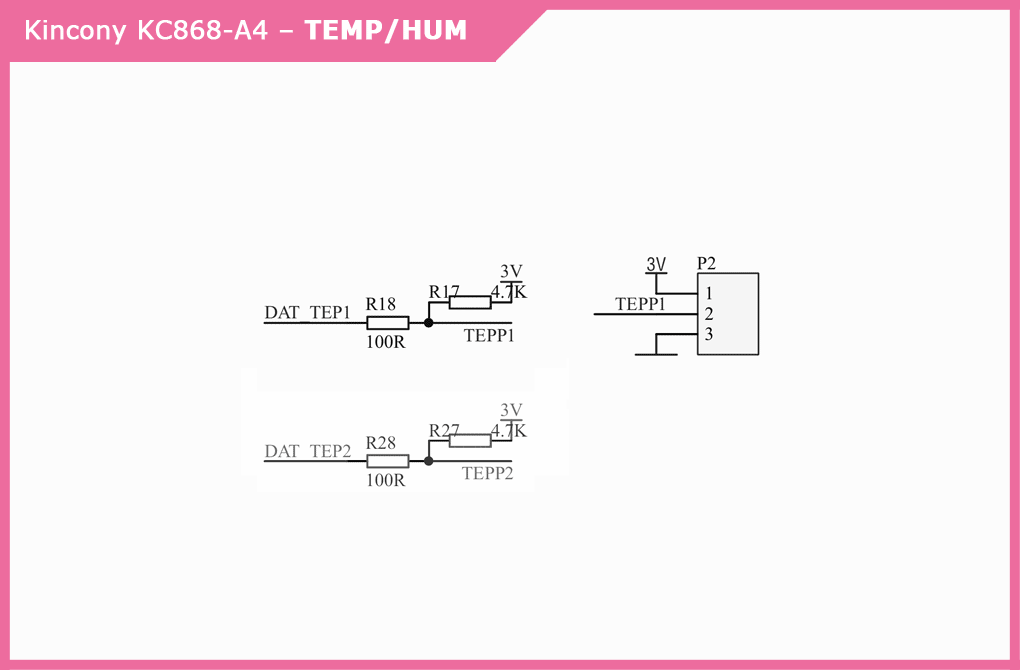 Kincony KC868-A4 – TEMP/HUM
3V
R17 4.7K
DAT_TEP1 R18
100R TEPP1
3V P2
1
TEPP1 2
3
3V
R27 4.7K
DAT_TEP2 R28
100R TEPP2